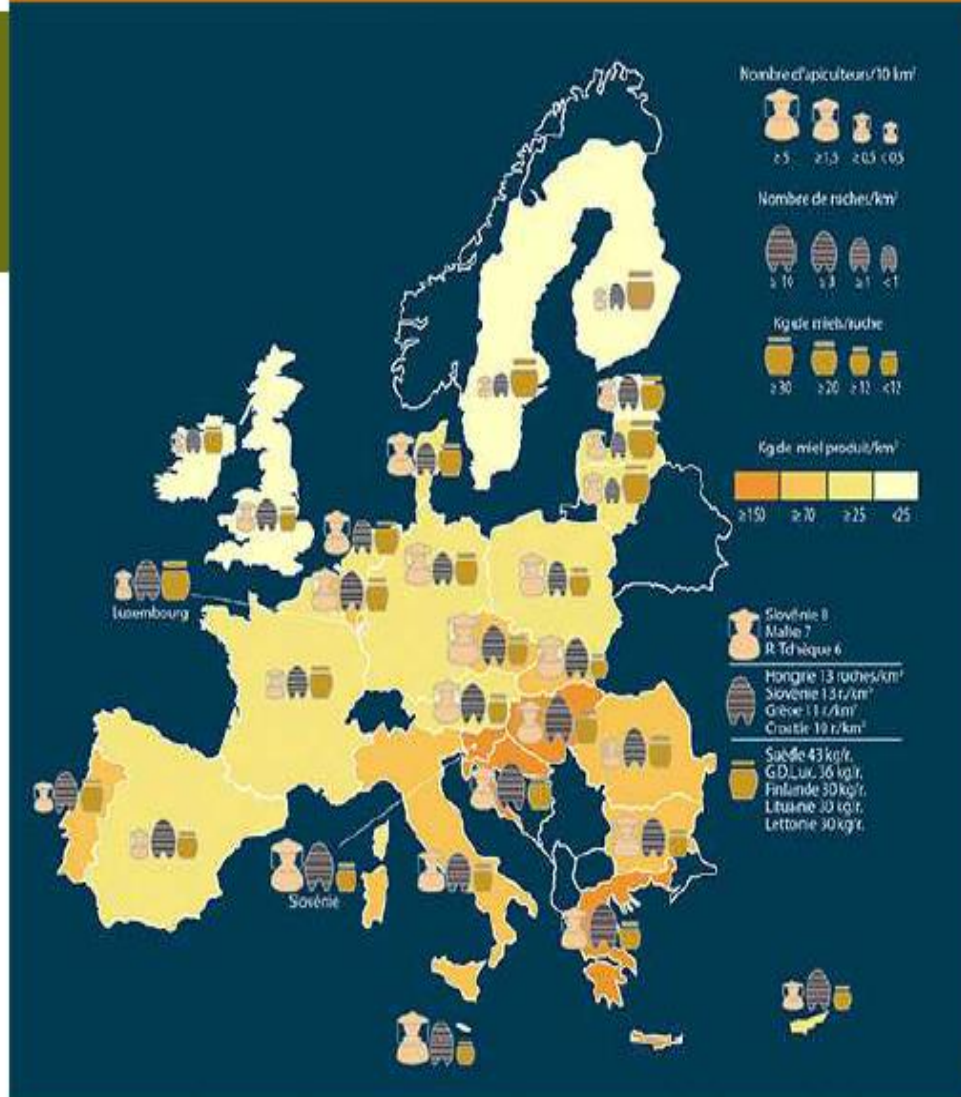 Nombre d'apiculteurs/10 km²
≥5 ≥1,5 ≥0,5 <0,5
Nombre de ruches/km²
≥10 ≥3 ≥1 <1
Kg de miels/ruche
≥30 ≥20 ≥12 <12
Kg de miel produit/km²
≥150 ≥70 ≥25 <25
Luxembourg
Slovénie 8
Malte 7
R Tchèque 6
Hongrie 13 ruches/km²
Slovénie 13 r./km²
Grèce 11 r./km²
Croatie 10 r./km²
Suède 43 kg/r.
G.D.Lux. 36 kg/r.
Finlande 30 kg/r.
Lituanie 30 kg/r.
Lettonie 30 kg/r.
Slovénie